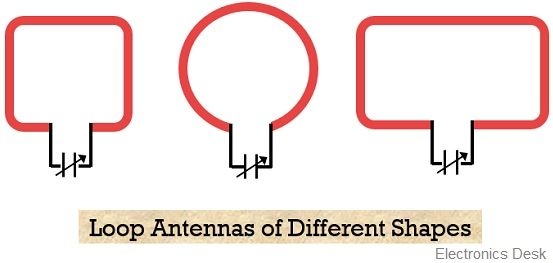 Loop Antennas of Different Shapes
Electronics Desk